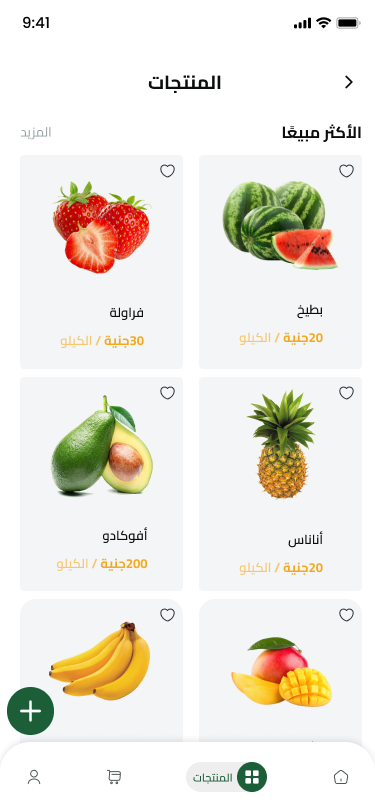 9:41
المنتجات
الأكثر مبيعًا
المزيد
بطيخ
20جنية / الكيلو
فراولة
30جنية / الكيلو
أناناس
20جنية / الكيلو
أفوكادو
200جنية / الكيلو
المنتجات